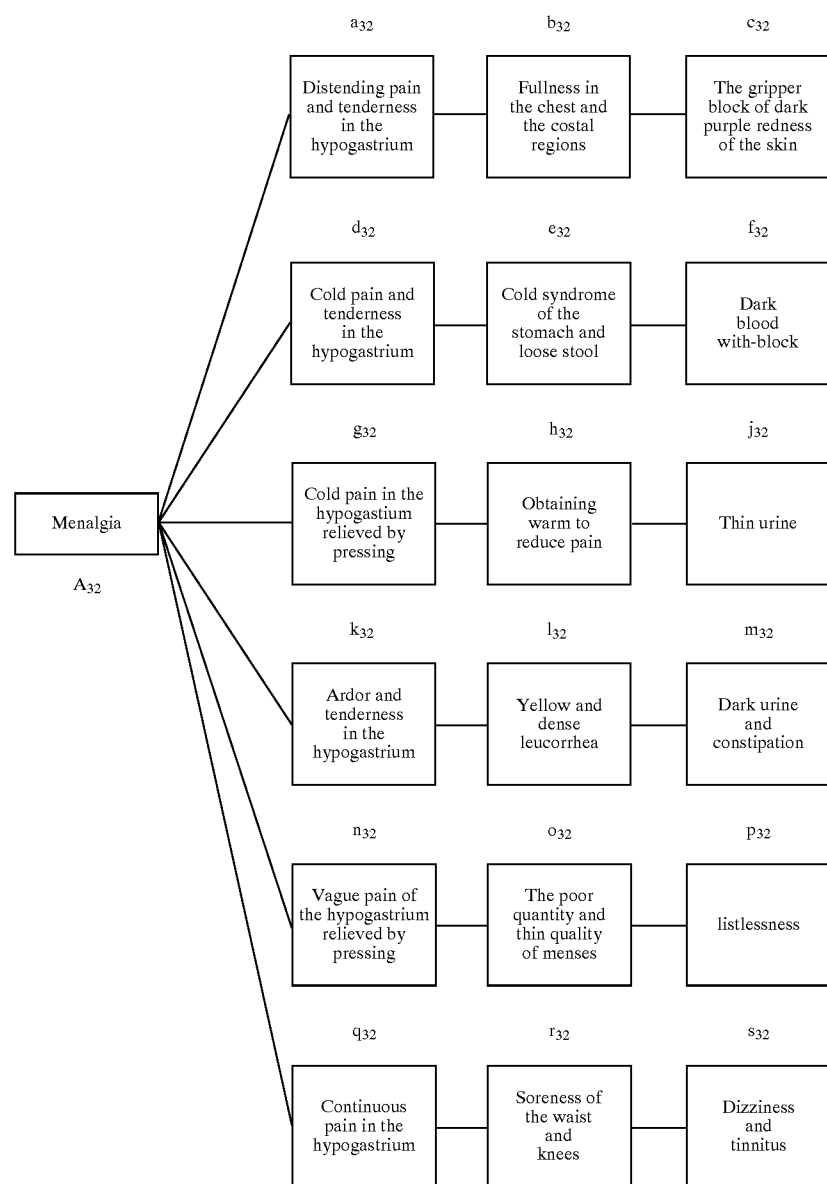 a32
b32
c32
Distending pain
and tenderness
in the
hypogastrium
Fullness in
the chest and
the costal
regions
The gripper
block of dark
purple redness
of the skin
d32
e32
f32
Cold pain and
tenderness
in the
hypogastrium
Cold syndrome
of the
stomach and
loose stool
Dark
blood
with-block
g32
h32
j32
Menalgia
A32
Cold pain in the
hypogastium
relieved by
pressing
Obtaining
warm to
reduce pain
Thin urine
k32
l32
m32
Ardor and
tenderness
in the
hypogastrium
Yellow and
dense
leucorrhea
Dark urine
and
constipation
n32
o32
p32
Vague pain of
the hypogastrium
relieved by
pressing
The poor
quantity and
thin quality
of menses
listlessness
q32
r32
s32
Continuous
pain in the
hypogastrium
Soreness of
the waist
and
knees
Dizziness
and
tinnitus